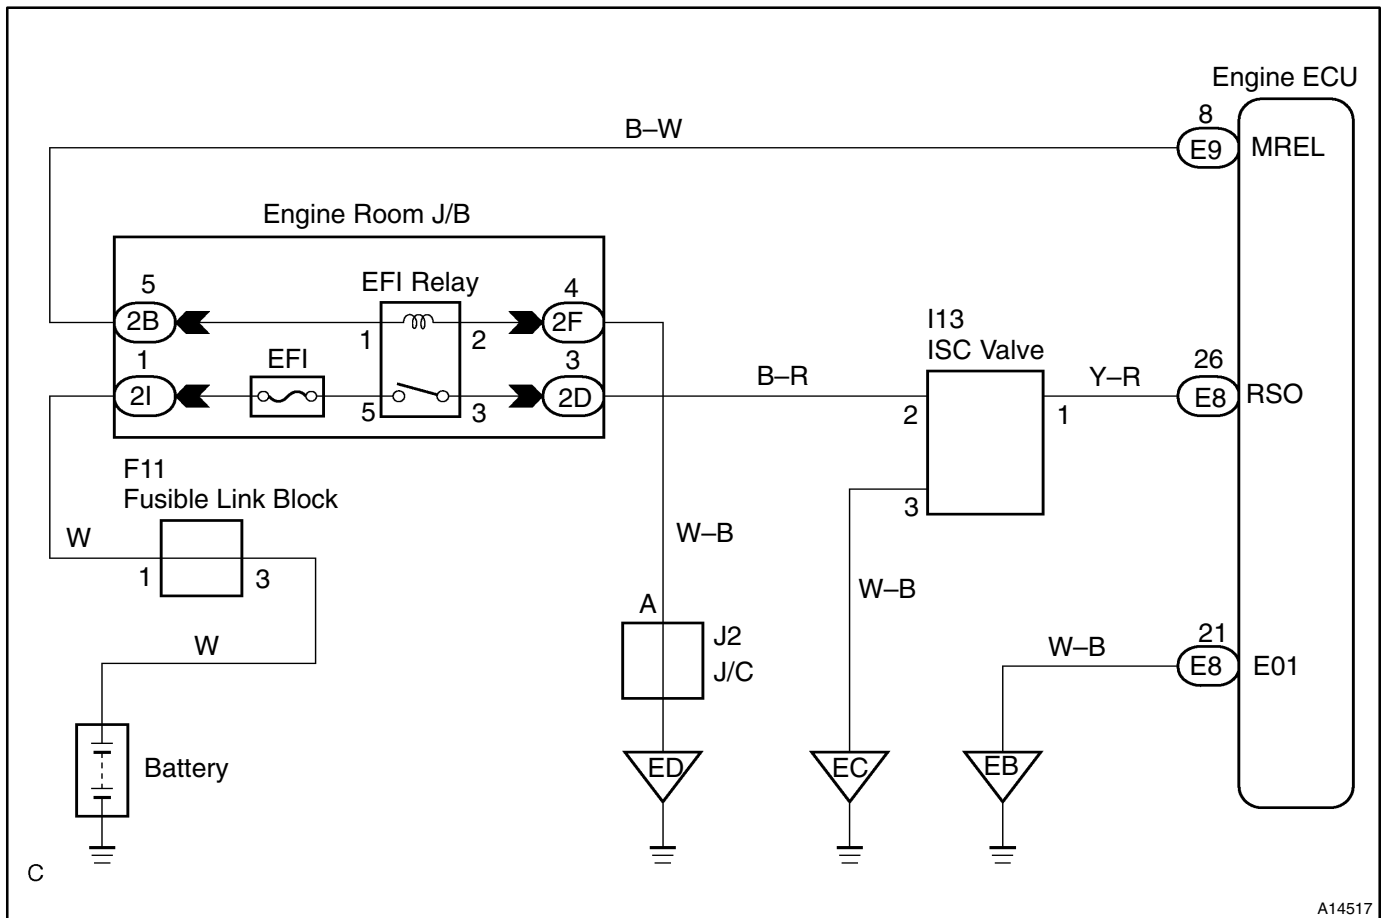 Engine ECU
8
B–W
E9
MREL
Engine Room J/B
5
EFI Relay
4
2B
1
2
2F
I13
ISC Valve
1
EFI
3
B–R
Y–R
26
2I
5
3
2D
2
1
E8
RSO
F11
Fusible Link Block
3
W
W–B
1
3
W–B
A
J2
J/C
W
W–B
21
E8
E01
Battery
ED
EC
EB
C
A14517